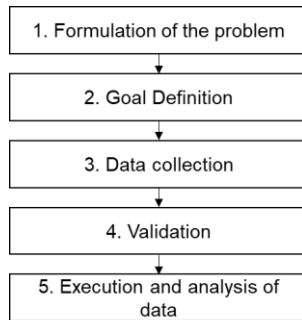 1. Formulation of the problem
2. Goal Definition
3. Data collection
4. Validation
5. Execution and analysis of
data